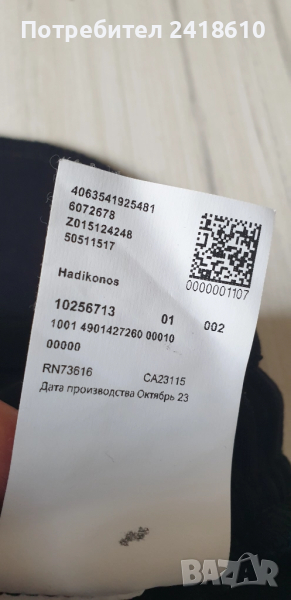 Потребител 2418610
4063541925481
6072678
Z015124248
50511517
0000001107
Hadikonos
10256713 01 002
1001 4901427260 00010
00000
RN73616 CA23115
Дата производства Октябрь 23
BAZAR